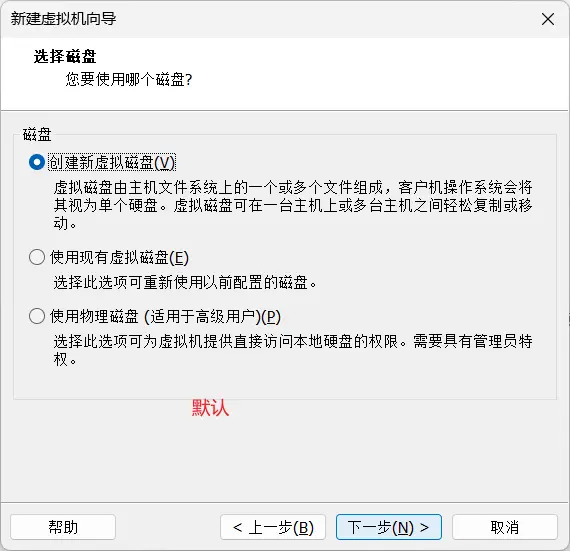 新建虚拟机向导
选择磁盘
您要使用哪个磁盘?
磁盘
创建新虚拟磁盘(V)
虚拟磁盘由主机文件系统上的一个或多个文件组成，客户机操作系统会将
其视为单个硬盘。虚拟磁盘可在一台主机上或多台主机之间轻松复制或移
动。
使用现有虚拟磁盘(E)
选择此选项可重新使用以前配置的磁盘。
使用物理磁盘 (适用于高级用户)(P)
选择此选项可为虚拟机提供直接访问本地硬盘的权限。需要具有管理员特
权。
默认
帮助
< 上一步(B)
下一步(N) >
取消